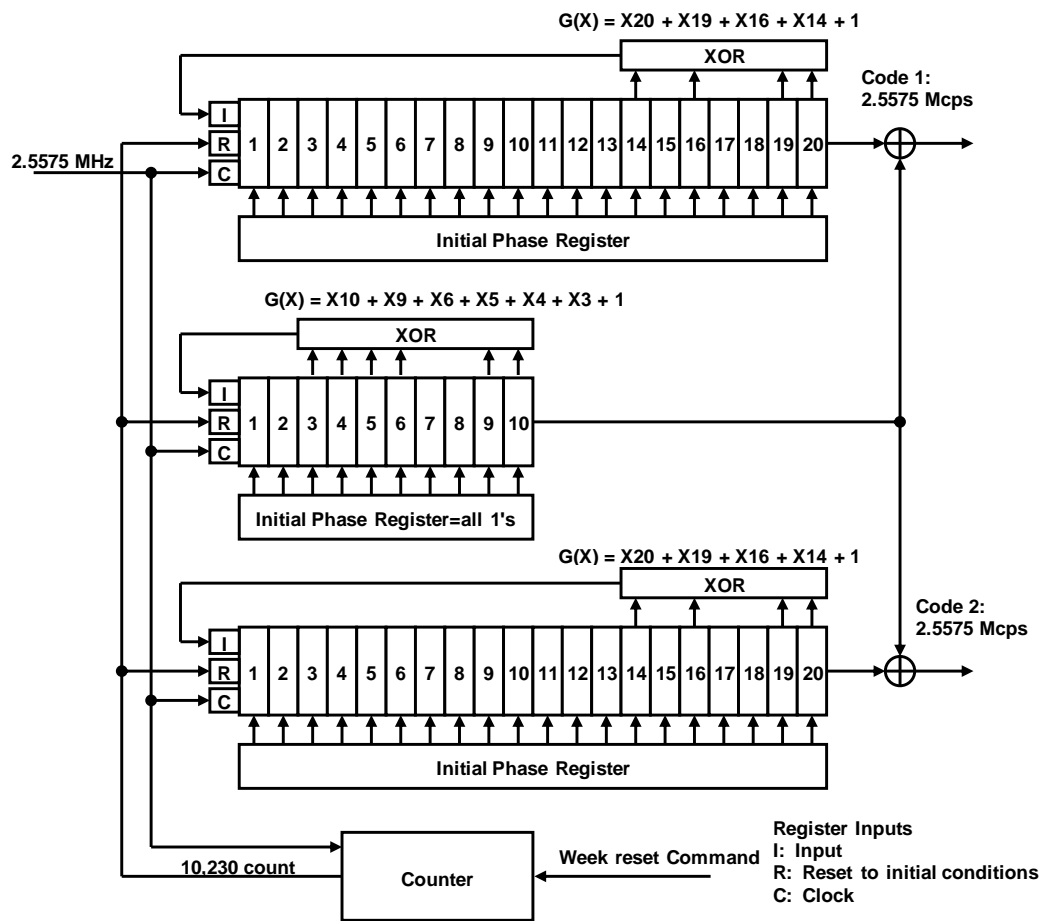 G(X) = X20 + X19 + X16 + X14 + 1
XOR
Code 1:
2.5575 Mcps
I
R
C
1 2 3 4 5 6 7 8 9 10 11 12 13 14 15 16 17 18 19 20
2.5575 MHz
Initial Phase Register
G(X) = X10 + X9 + X6 + X5 + X4 + X3 + 1
XOR
I
R
C
1 2 3 4 5 6 7 8 9 10
Initial Phase Register=all 1's
G(X) = X20 + X19 + X16 + X14 + 1
XOR
Code 2:
2.5575 Mcps
I
R
C
1 2 3 4 5 6 7 8 9 10 11 12 13 14 15 16 17 18 19 20
Initial Phase Register
10,230 count
Counter
Week reset Command
Register Inputs
I: Input
R: Reset to initial conditions
C: Clock